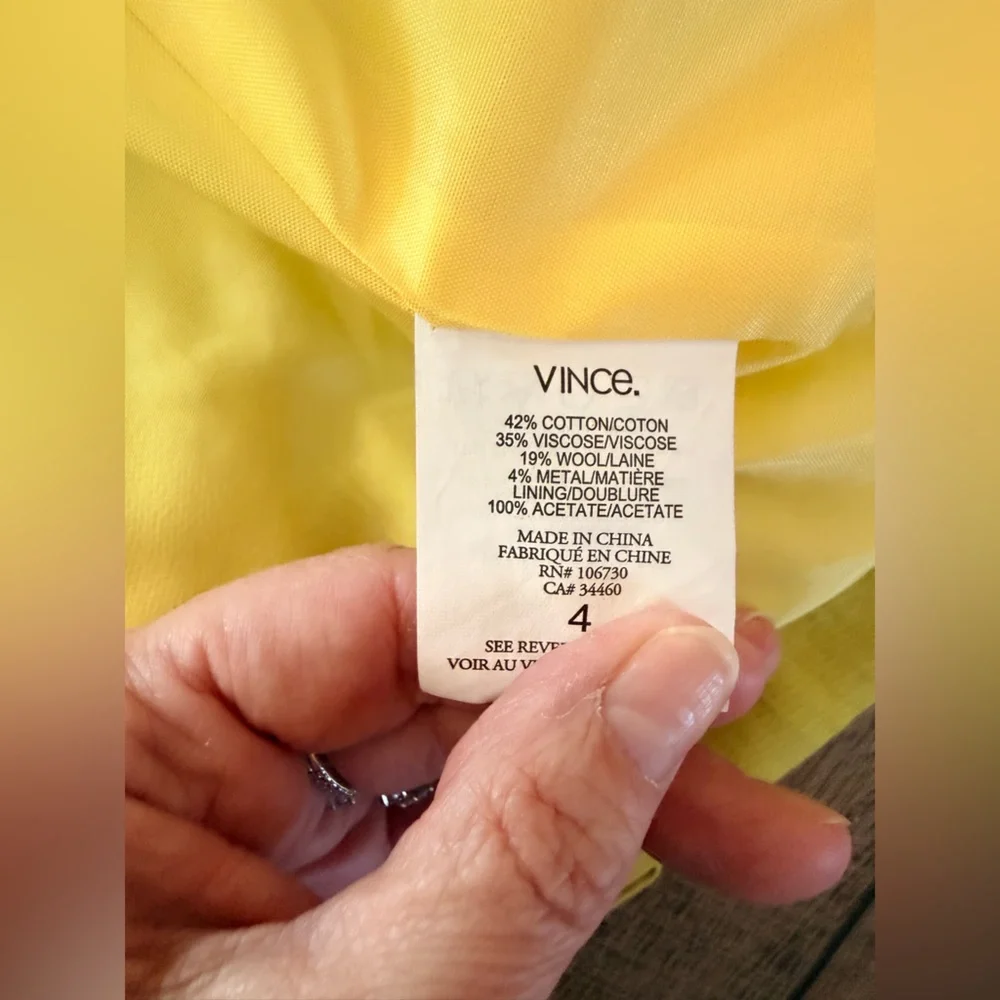 VINCE.
42% COTTON/COTON
35% VISCOSE/VISCOSE
19% WOOL/LAINE
4% METAL/MATIÈRE
LINING/DOUBLURE
100% ACETATE/ACETATE
MADE IN CHINA
FABRIQUÉ EN CHINE
RN# 106730
CA# 34460
4
SEE
VOIR AU